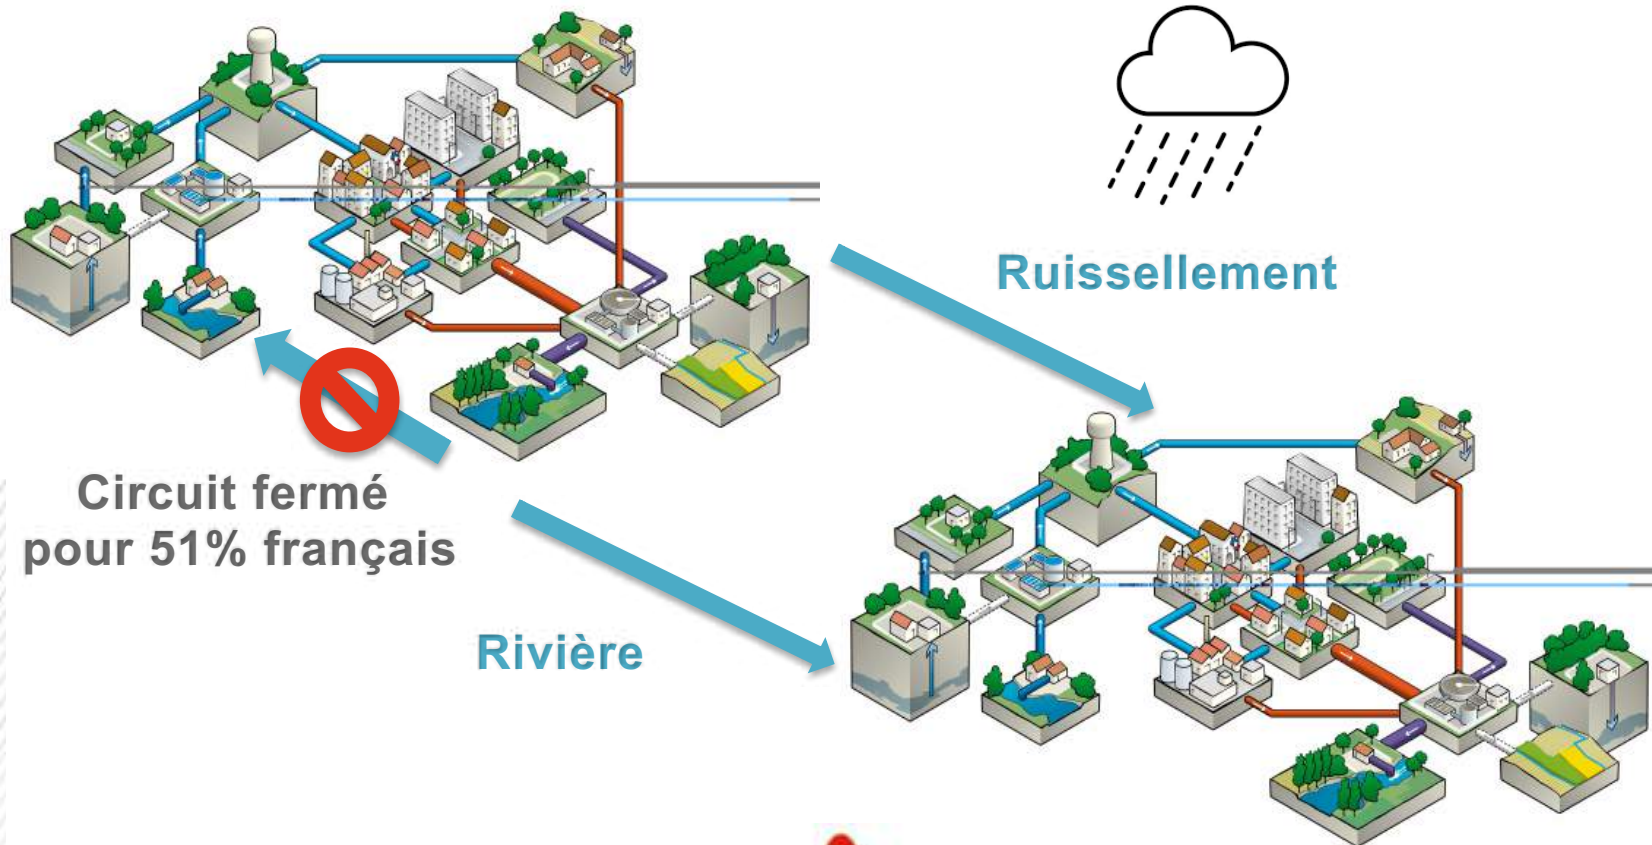 Ruissellement
Circuit fermé
pour 51% français
Rivière